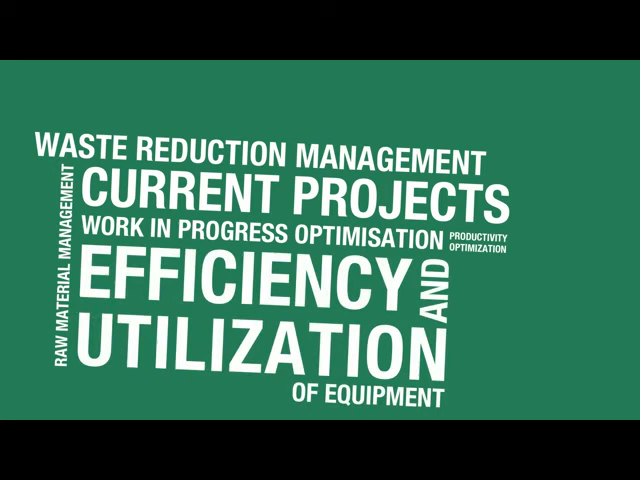 WASTE REDUCTION MANAGEMENT
RAW MATERIAL MANAGEMENT
CURRENT PROJECTS
WORK IN PROGRESS OPTIMISATION
PRODUCTIVITY
OPTIMIZATION
EFFICIENCY
AND
UTILIZATION
OF EQUIPMENT